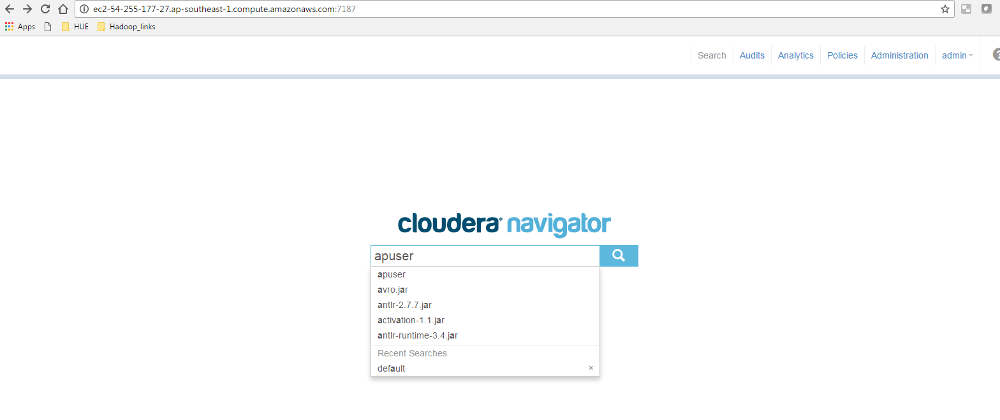 ec2-54-255-177-27.ap-southeast-1.compute.amazonaws.com:7187
Apps HUE Hadoop_links
Search Audits Analytics Policies Administration admin ?
cloudera® navigator
apuser
apuser
avro.jar
antlr-2.7.7.jar
activation-1.1.jar
antlr-runtime-3.4.jar
Recent Searches
default ×